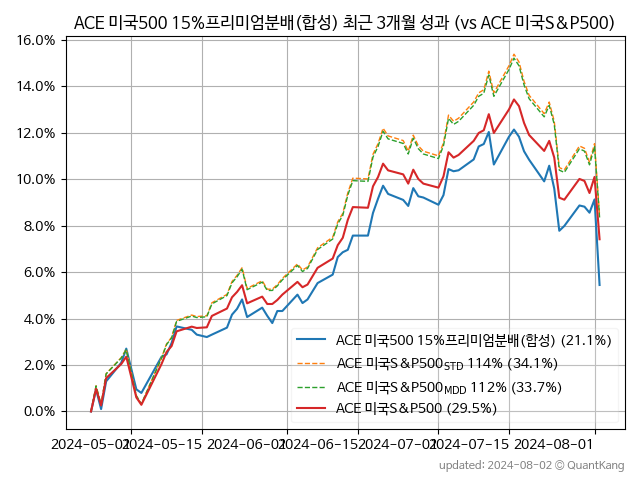 ACE 미국500 15%프리미엄분배(합성) 최근 3개월 성과 (vs ACE 미국S&P500)
16.0%
14.0%
12.0%
10.0%
8.0%
6.0%
4.0%
2.0%
0.0%
ACE 미국500 15%프리미엄분배(합성) (21.1%)
ACE 미국S&P500STD 114% (34.1%)
ACE 미국S&P500MDD 112% (33.7%)
ACE 미국S&P500 (29.5%)
2024-05-01 2024-05-15 2024-06-01 2024-06-15 2024-07-01 2024-07-15 2024-08-01
updated: 2024-08-02 © QuantKang